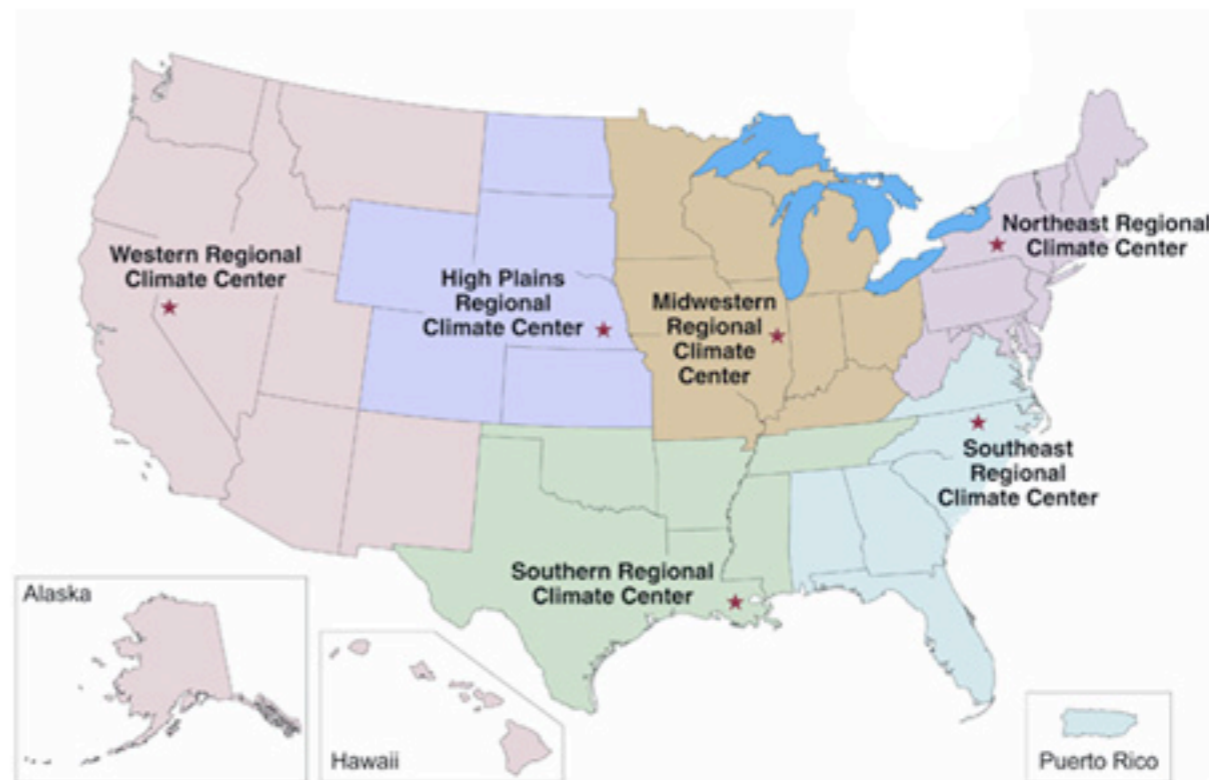 Northeast Regional
Climate Center
Western Regional
Climate Center
High Plains
Regional
Climate Center
Midwestern
Regional
Climate
Center
Southeast
Regional
Climate Center
Southern Regional
Climate Center
Alaska
Hawaii
Puerto Rico